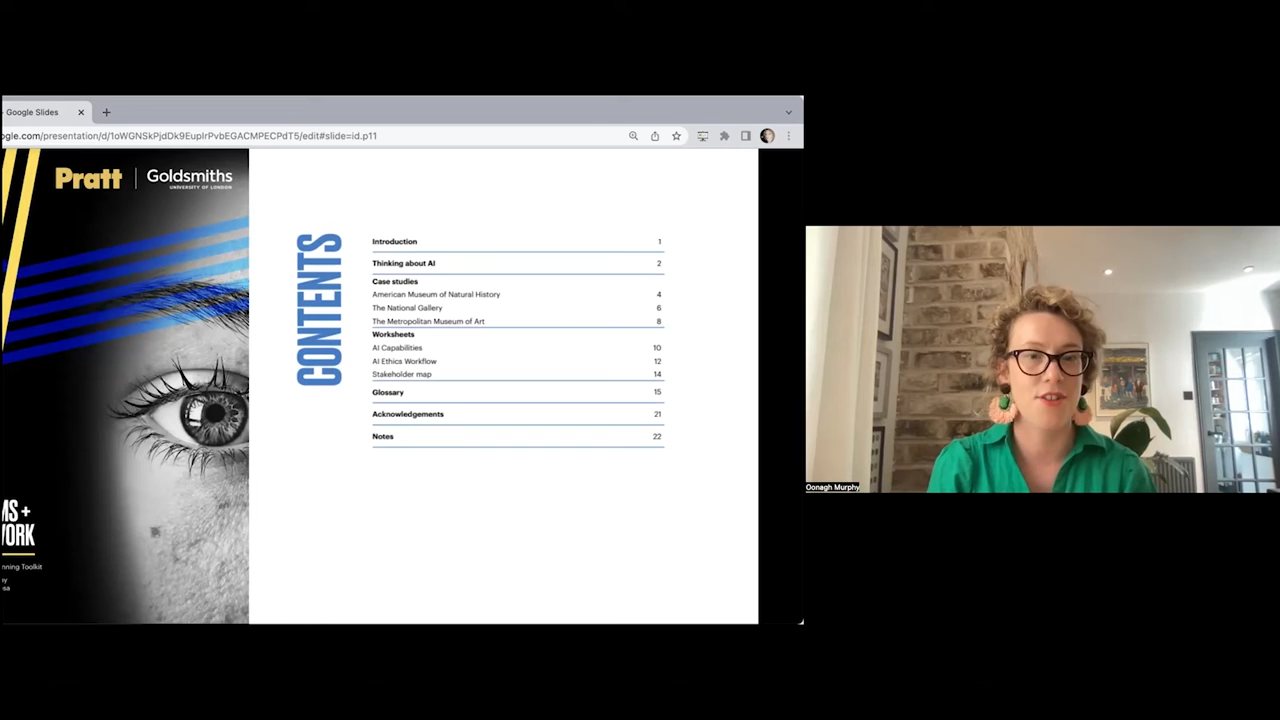 Google Slides
ogle.com/presentation/d/1oWGNSkPjdDk9EupIrPvbEGACMPECPdT5/edit#slide=id.p11
Pratt
Goldsmiths
UNIVERSITY OF LONDON
MS +
WORK
nning Toolkit
CONTENTS
Introduction 1
Thinking about AI 2
Case studies
American Museum of Natural History 4
The National Gallery 6
The Metropolitan Museum of Art 8
Worksheets
AI Capabilities 10
AI Ethics Workflow 12
Stakeholder map 14
Glossary 15
Acknowledgements 21
Notes 22
Oonagh Murphy